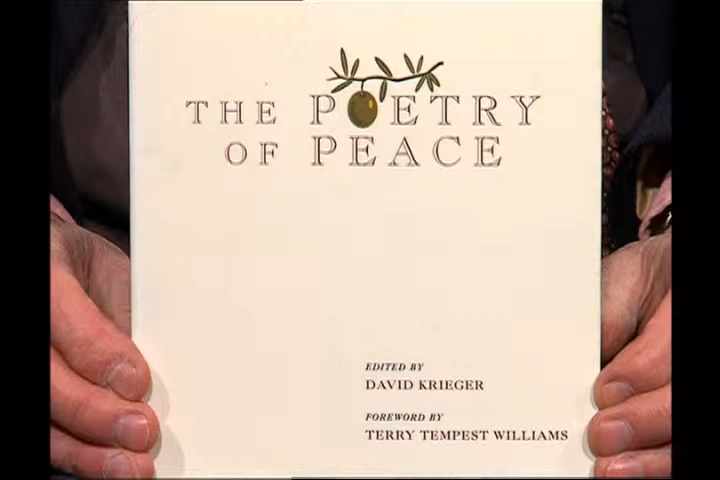 THE POETRY
OF PEACE
EDITED BY
DAVID KRIEGER
FOREWORD BY
TERRY TEMPEST WILLIAMS